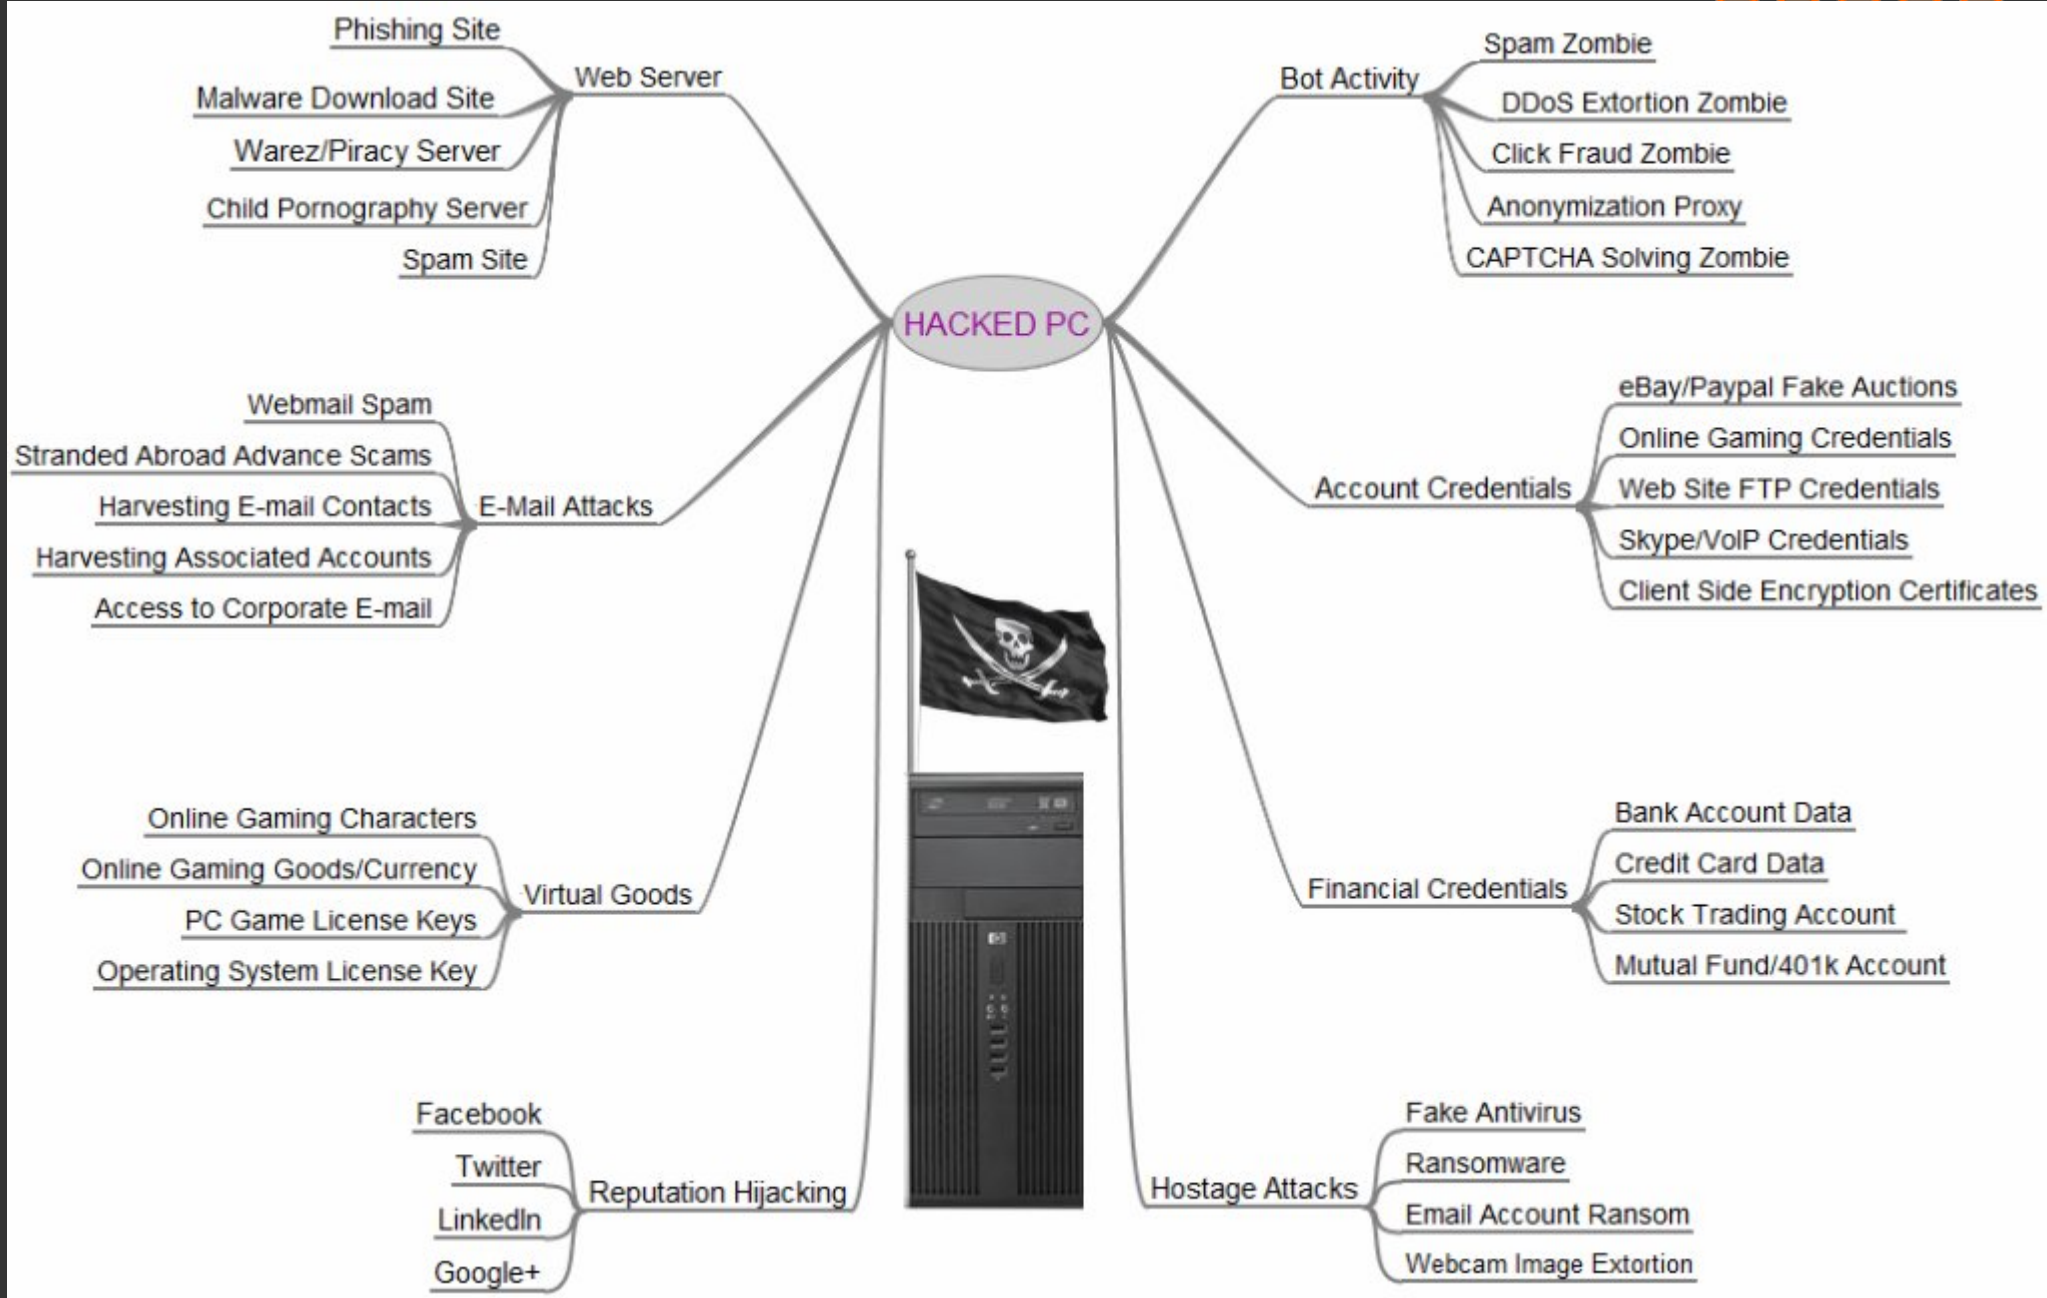 Phishing Site
Web Server
Malware Download Site
Warez/Piracy Server
Child Pornography Server
Spam Site
Bot Activity
Spam Zombie
DDoS Extortion Zombie
Click Fraud Zombie
Anonymization Proxy
CAPTCHA Solving Zombie
HACKED PC
Webmail Spam
Stranded Abroad Advance Scams
Harvesting E-mail Contacts
E-Mail Attacks
Harvesting Associated Accounts
Access to Corporate E-mail
eBay/Paypal Fake Auctions
Online Gaming Credentials
Account Credentials
Web Site FTP Credentials
Skype/VoIP Credentials
Client Side Encryption Certificates
Online Gaming Characters
Online Gaming Goods/Currency
Virtual Goods
PC Game License Keys
Operating System License Key
Bank Account Data
Credit Card Data
Financial Credentials
Stock Trading Account
Mutual Fund/401k Account
Facebook
Twitter
Reputation Hijacking
LinkedIn
Google+
Fake Antivirus
Ransomware
Hostage Attacks
Email Account Ransom
Webcam Image Extortion
hp